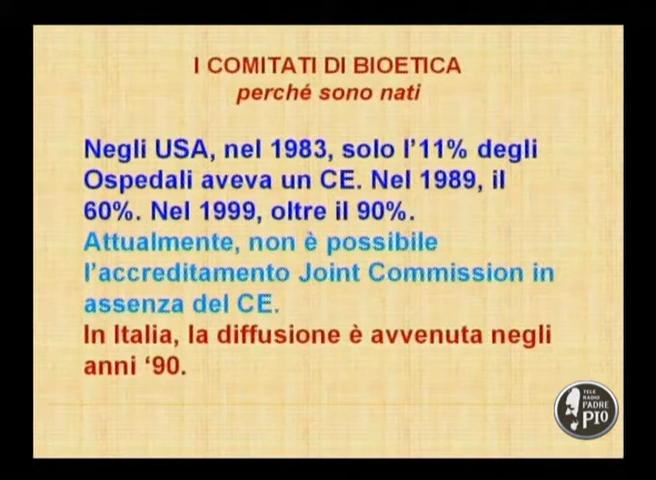 I COMITATI DI BIOETICA
perché sono nati
Negli USA, nel 1983, solo l'11% degli
Ospedali aveva un CE. Nel 1989, il
60%. Nel 1999, oltre il 90%.
Attualmente, non è possibile
l'accreditamento Joint Commission in
assenza del CE.
In Italia, la diffusione è avvenuta negli
anni '90.
TELE
RADIO
PADRE
PIO